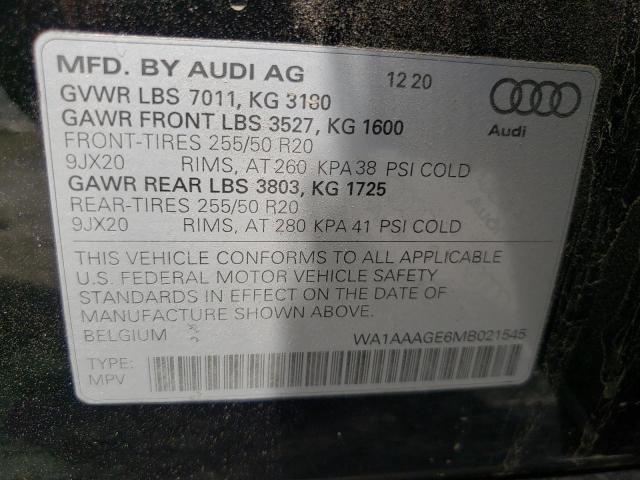 MFD. BY AUDI AG 12 20
GVWR LBS 7011, KG 3180
GAWR FRONT LBS 3527, KG 1600
Audi
FRONT-TIRES 255/50 R20
9JX20 RIMS, AT 260 KPA 38 PSI COLD
GAWR REAR LBS 3803, KG 1725
REAR-TIRES 255/50 R20
9JX20 RIMS, AT 280 KPA 41 PSI COLD
THIS VEHICLE CONFORMS TO ALL APPLICABLE
U.S. FEDERAL MOTOR VEHICLE SAFETY
STANDARDS IN EFFECT ON THE DATE OF
MANUFACTURE SHOWN ABOVE.
BELGIUM WA1AAAGE6MB021545
TYPE:
MPV